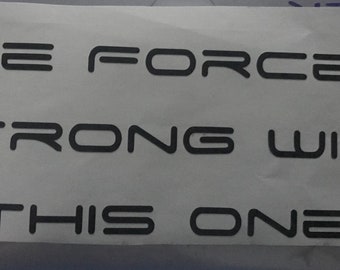 E FORCE
TRONG WI
THIS ONE